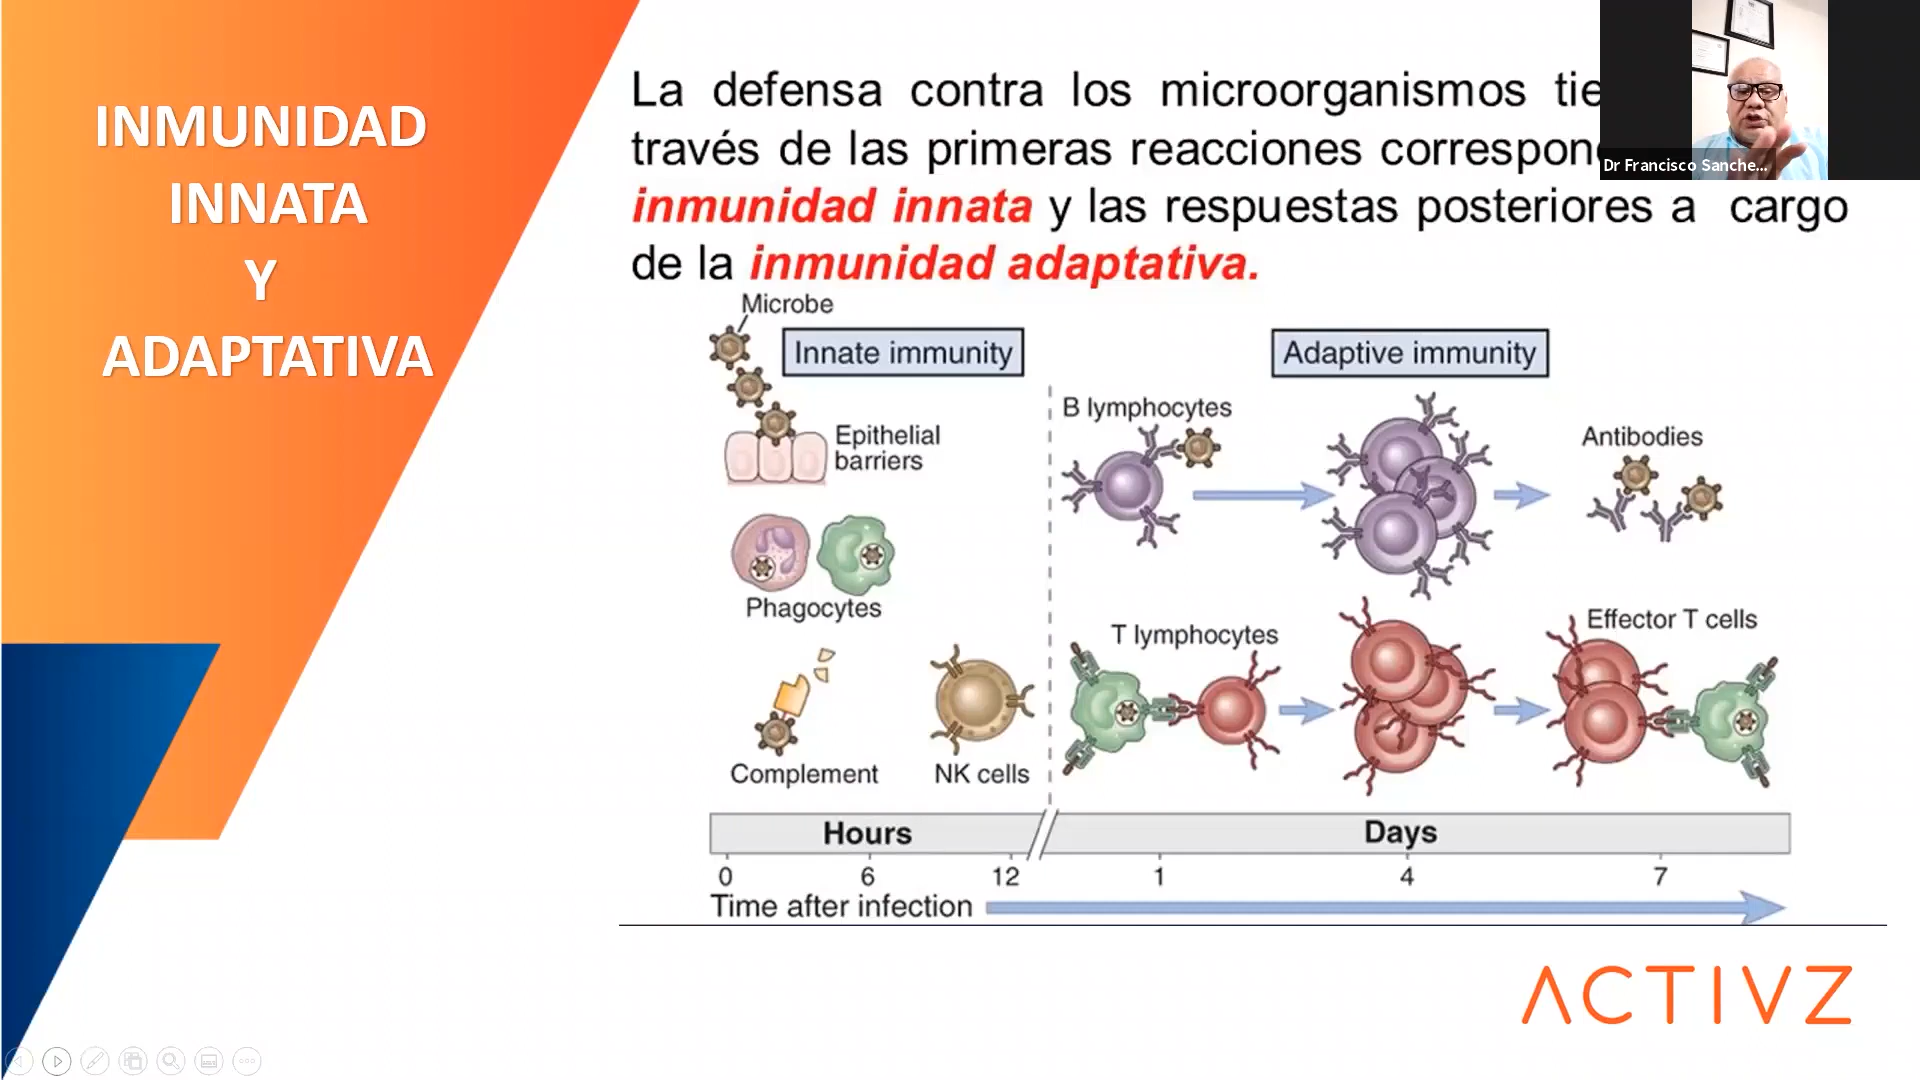 INMUNIDAD
INNATA
Y
ADAPTATIVA
La defensa contra los microorganismos
través de las primeras reacciones
inmunidad innata y las respuestas posteriores a cargo
de la inmunidad adaptativa.
Dr Francisco Sanche...
Microbe
Innate immunity
Adaptive immunity
Epithelial
barriers
B lymphocytes
Antibodies
Phagocytes
T lymphocytes
Effector T cells
Complement
NK cells
Hours
Days
0 6 12 1 4 7
Time after infection
ACTIVZ